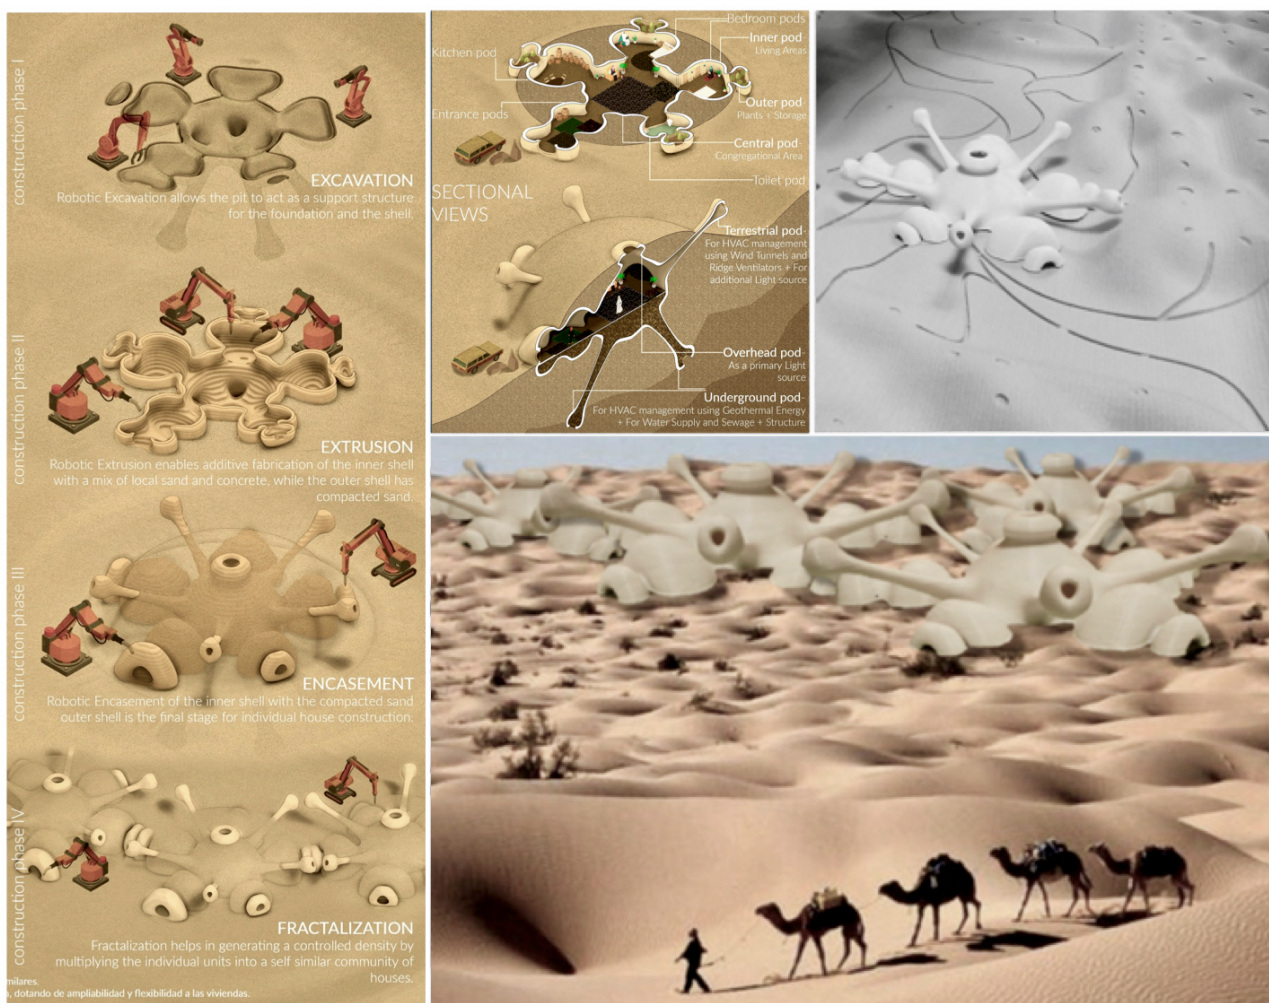 construction phase I
EXCAVATION
Robotic Excavation allows the pit to act as a support structure
for the foundation and the shell.
construction phase II
EXTRUSION
Robotic Extrusion enables additive fabrication of the inner shell
with a mix of local sand and concrete, while the outer shell has
compacted sand.
construction phase III
ENCASEMENT
Robotic Encasement of the inner shell with the compacted sand
outer shell is the final stage for individual house construction.
construction phase IV
FRACTALIZATION
Fractalization helps in generating a controlled density by
multiplying the individual units into a self similar community of
houses.
milares.
, dotando de ampliabilidad y flexibilidad a las viviendas.
Bedroom pods
Kitchen pod
Inner pod
Living Areas
Outer pod
Plants + Storage
Entrance pods
Central pod
Congregational Area
Toilet pod
SECTIONAL
VIEWS
Terrestrial pod
For HVAC management
using Wind Tunnels and
Ridge Ventilators + For
additional Light source
Overhead pod
As a primary Light
source
Underground pod
For HVAC management using Geothermal Energy
+ For Water Supply and Sewage + Structure